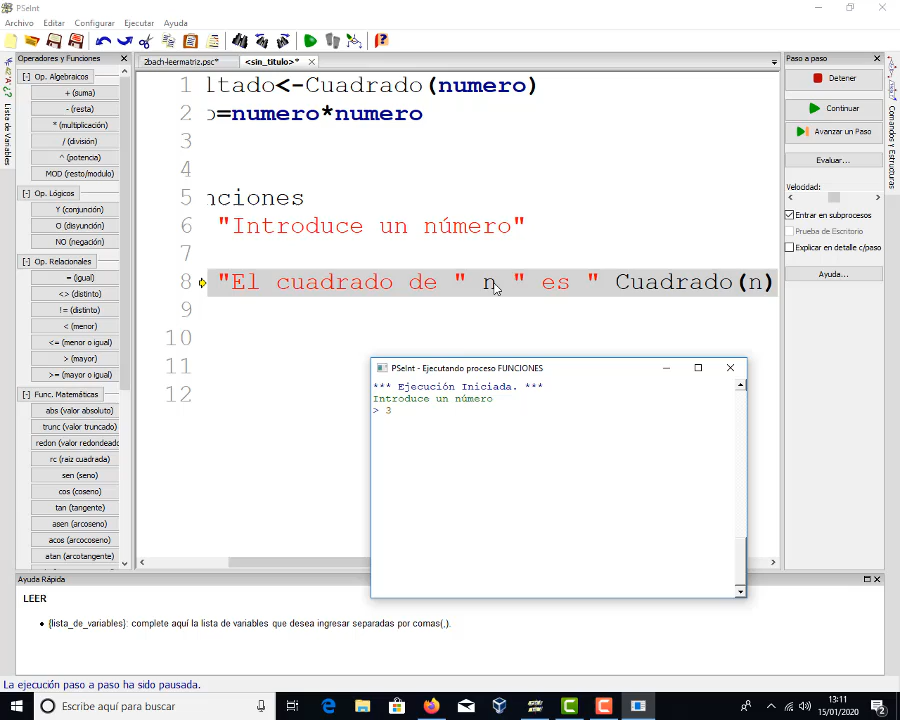 PSeInt
Archivo Editar Configurar Ejecutar Ayuda
Operadores y Funciones
[-] Op. Algebraicos
+ (suma)
- (resta)
* (multiplicación)
/ (división)
^ (potencia)
MOD (resto/modulo)
[-] Op. Lógicos
Y (conjunción)
O (disyunción)
NO (negación)
[-] Op. Relacionales
= (igual)
<> (distinto)
!= (distinto)
< (menor)
<= (menor o igual)
> (mayor)
>= (mayor o igual)
[-] Func. Matemáticas
abs (valor absoluto)
trunc (valor truncado)
redon (valor redondeado
rc (raiz cuadrada)
sen (seno)
cos (coseno)
tan (tangente)
asen (arcoseno)
acos (arcocoseno)
atan (arcotangente)
Lista de Variables
2bach-leermatriz.psc*
<sin_titulo>*
1 ltado<-Cuadrado(numero)
2 o=numero*numero
3
4
5 nciones
6 "Introduce un número"
7
8 "El cuadrado de " n " es " Cuadrado(n)
9
10
11
12
PSeInt - Ejecutando proceso FUNCIONES
*** Ejecución Iniciada. ***
Introduce un número
> 3
Paso a paso
Detener
Continuar
Avanzar un Paso
Evaluar...
Velocidad:
Entrar en subprocesos
Prueba de Escritorio
Explicar en detalle c/paso
Ayuda...
Comandos y Estructuras
Ayuda Rápida
LEER
{lista_de_variables}: complete aquí la lista de variables que desea ingresar separadas por comas(,).
La ejecución paso a paso ha sido pausada.
Escribe aquí para buscar
13:11
15/01/2020
2